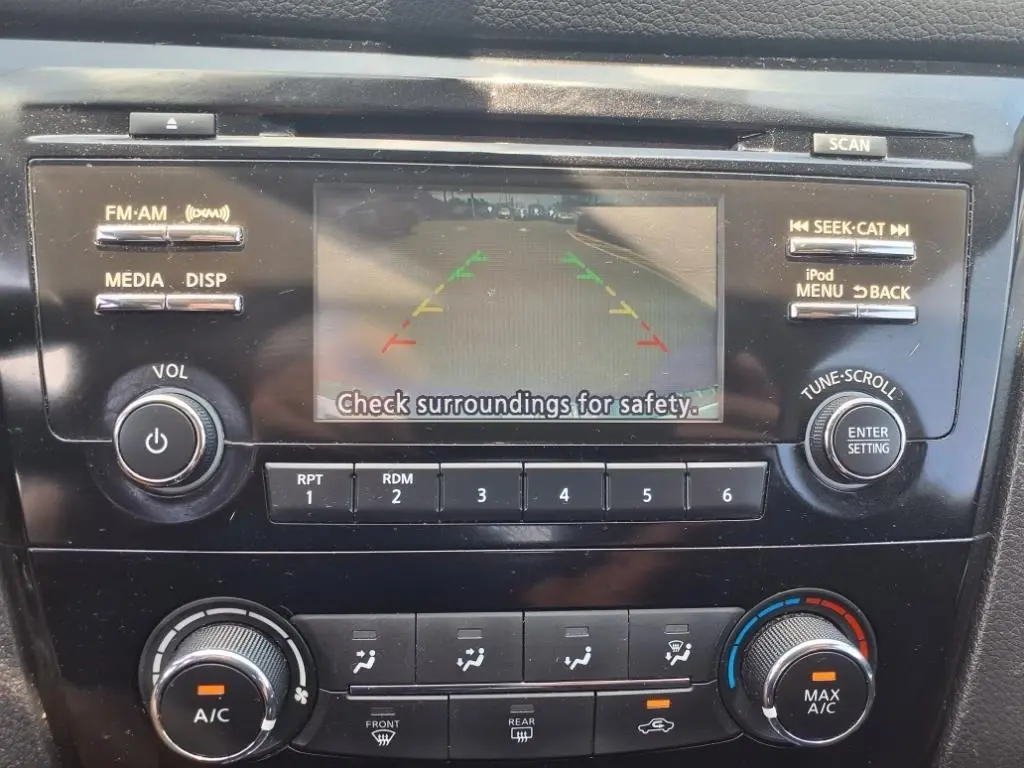 SCAN
FM·AM ((XM))
SEEK·CAT
MEDIA DISP
iPod
MENU BACK
VOL
TUNE·SCROLL
Check surroundings for safety.
ENTER
SETTING
RPT
1
RDM
2
3
4
5
6
A/C
FRONT
REAR
MAX
A/C